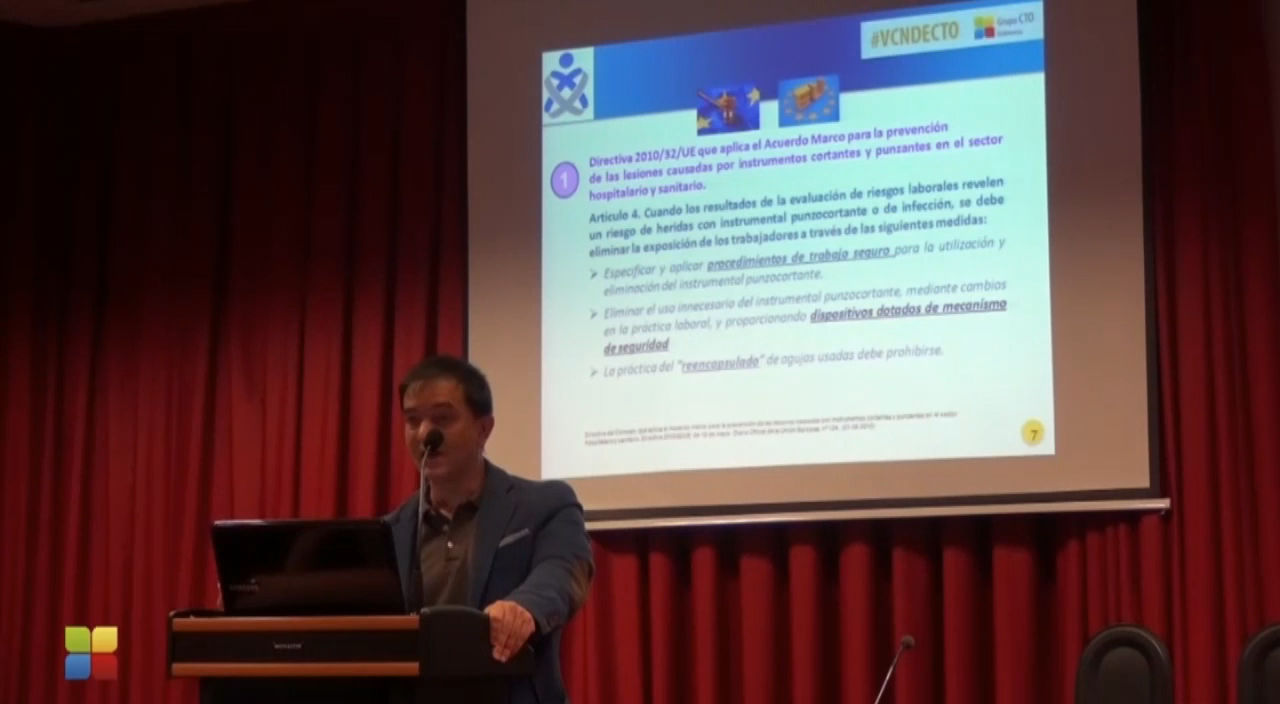 #VCNDECTO
Grupo CTO
1
Directiva 2010/32/UE que aplica el Acuerdo Marco para la prevención
de las lesiones causadas por instrumentos cortantes y punzantes en el sector
hospitalario y sanitario.
Artículo 4. Cuando los resultados de la evaluación de riesgos laborales revelen
un riesgo de heridas con instrumental punzocortante o de infección, se debe
eliminar la exposición de los trabajadores a través de las siguientes medidas:
➢ Especificar y aplicar procedimientos de trabajo seguro para la utilización y
eliminación del instrumental punzocortante.
➢ Eliminar el uso innecesario del instrumental punzocortante, mediante cambios
en la práctica laboral, y proporcionando dispositivos dotados de mecanismo
de seguridad
➢ La práctica del "reencapsulado" de agujas usadas debe prohibirse.
7